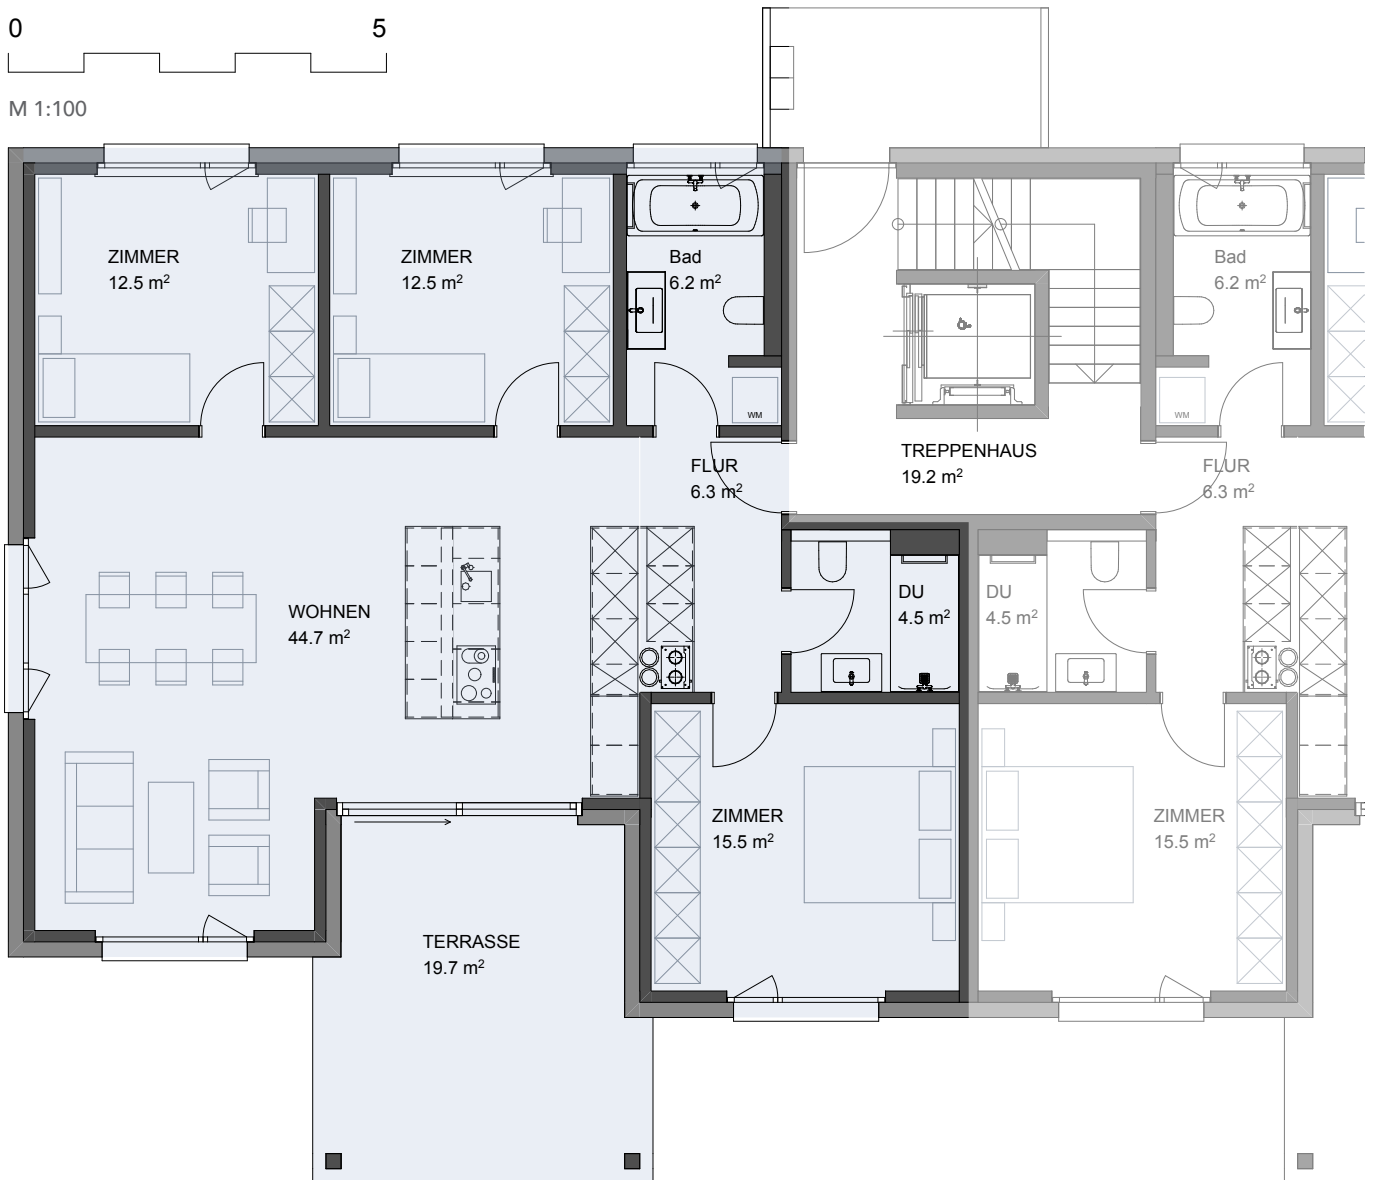 0 5
M 1:100
ZIMMER
12.5 m²
ZIMMER
12.5 m²
Bad
6.2 m²
Bad
6.2 m²
WM
WM
FLUR
6.3 m²
TREPPENHAUS
19.2 m²
FLUR
6.3 m²
WOHNEN
44.7 m²
DU
4.5 m²
DU
4.5 m²
ZIMMER
15.5 m²
ZIMMER
15.5 m²
TERRASSE
19.7 m²